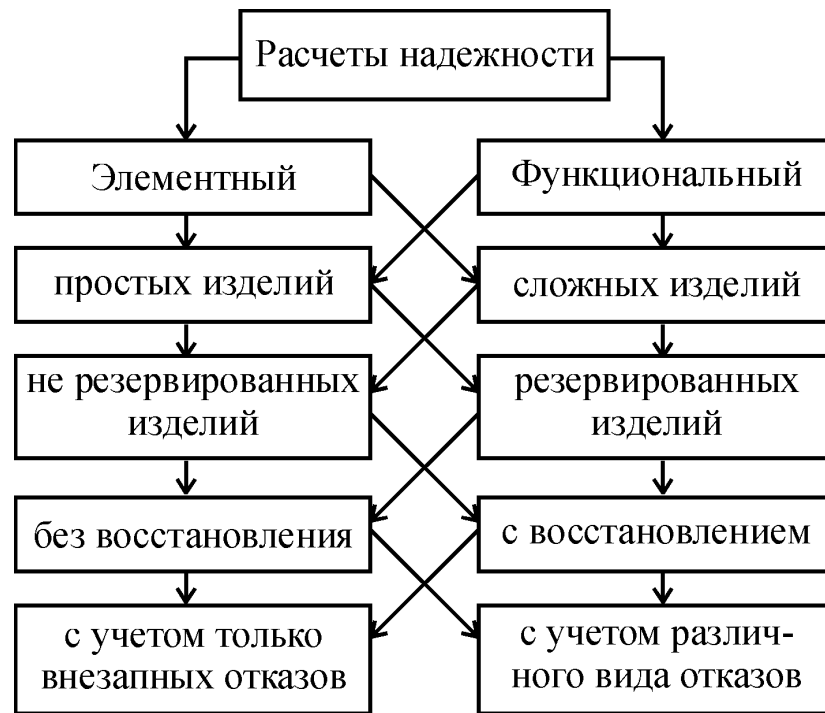 Расчеты надежности
Элементный
Функциональный
простых изделий
сложных изделий
не резервированных
изделий
резервированных
изделий
без восстановления
с восстановлением
с учетом только
внезапных отказов
с учетом различ-
ного вида отказов